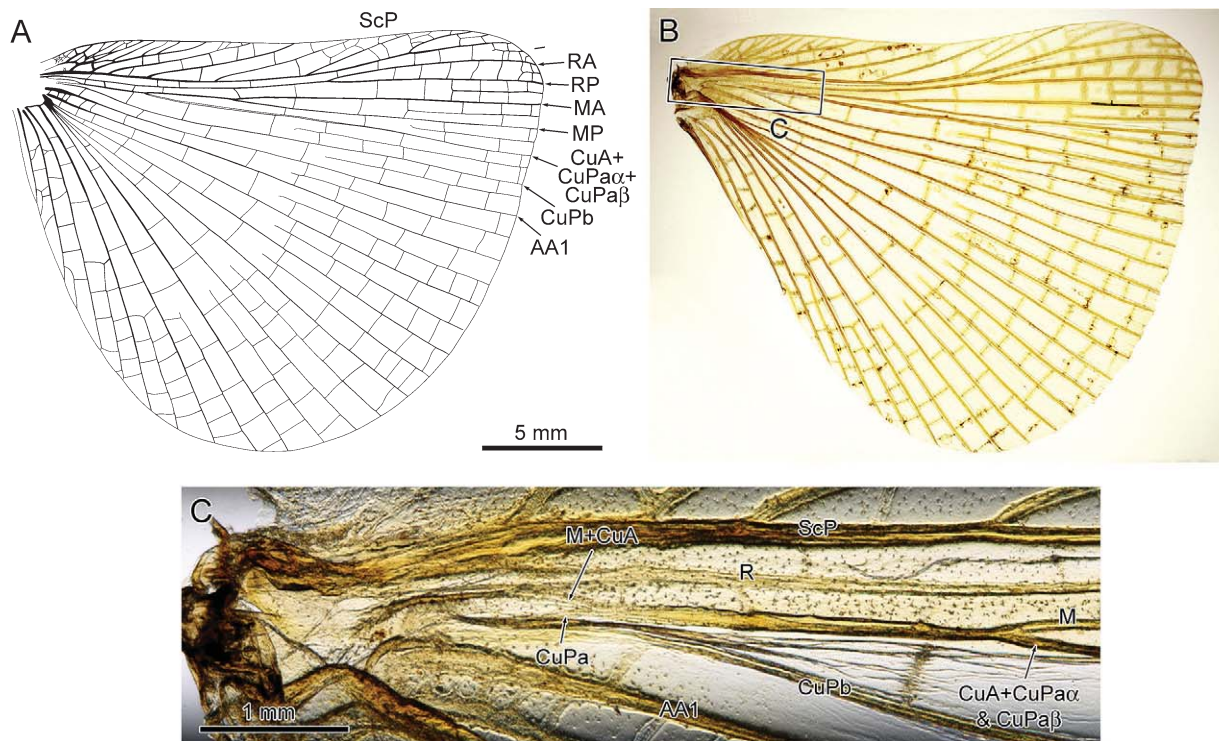 A
ScP
RA
RP
MA
MP
CuA+
CuPaα+
CuPaβ
CuPb
AA1
5 mm
B
C
C
M+CuA
ScP
R
M
CuPa
CuPb
AA1
CuA+CuPaα
& CuPaβ
1 mm